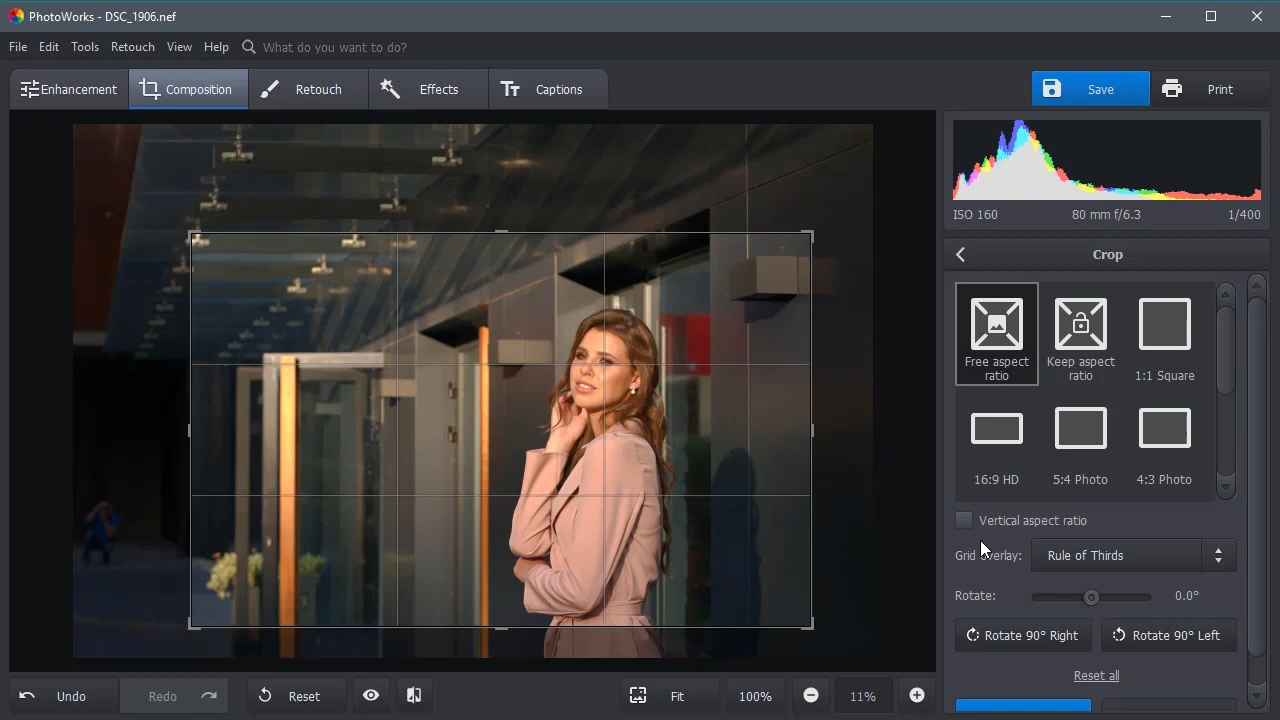 PhotoWorks - DSC_1906.nef
File Edit Tools Retouch View Help What do you want to do?
Enhancement Composition Retouch Effects Captions Save Print
ISO 160 80 mm f/6.3 1/400
Crop
Free aspect ratio
Keep aspect ratio
1:1 Square
16:9 HD 5:4 Photo 4:3 Photo
Vertical aspect ratio
Grid overlay: Rule of Thirds
Rotate: 0.0°
Rotate 90° Right Rotate 90° Left
Reset all
Undo Redo Reset Fit 100% 11%